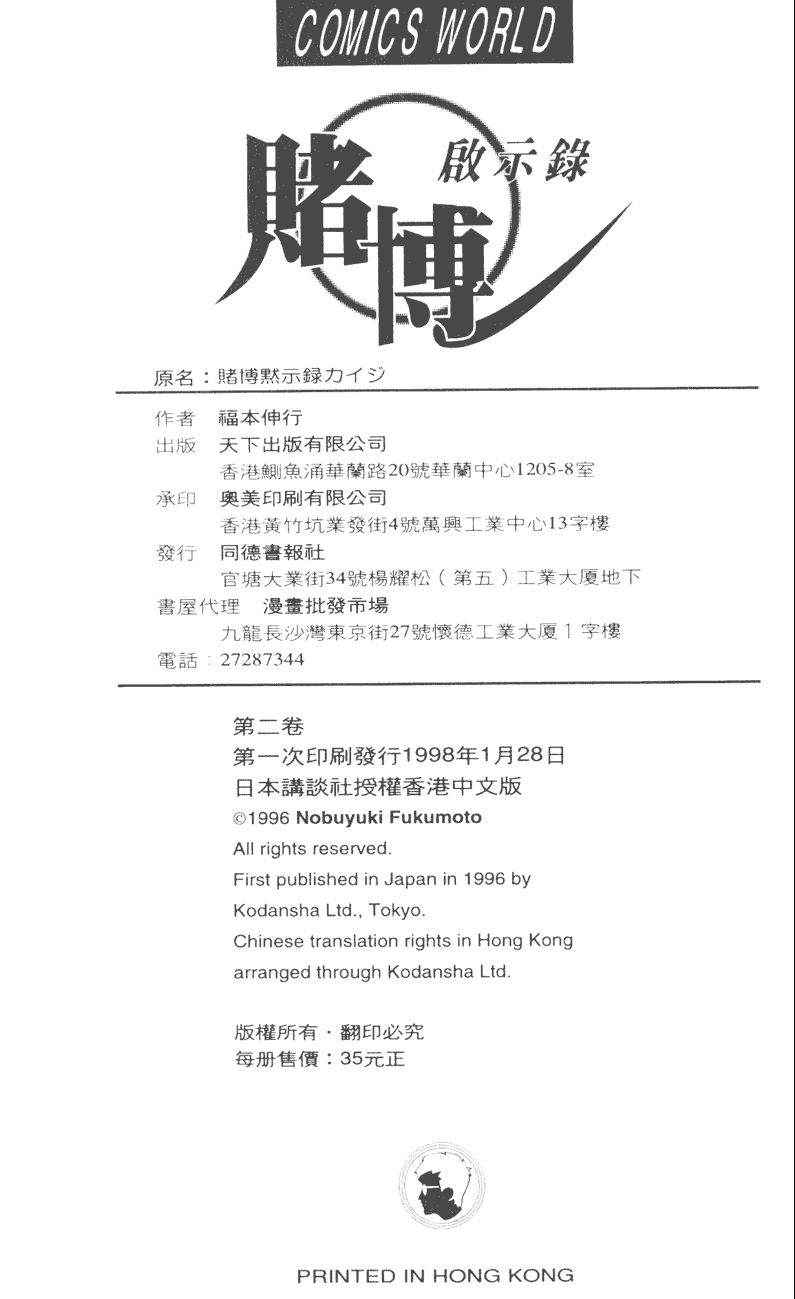 COMICS WORLD
賭博
啟示錄
原名：賭博黙示録カイジ
作者 福本伸行
出版 天下出版有限公司
香港鰂魚涌華蘭路20號華蘭中心1205-8室
承印 奧美印刷有限公司
香港黃竹坑業發街4號萬興工業中心13字樓
發行 同德書報社
官塘大業街34號楊耀松（第五）工業大厦地下
書屋代理 漫畫批發市場
九龍長沙灣東京街27號懷德工業大厦1字樓
電話：27287344
第二卷
第一次印刷發行1998年1月28日
日本講談社授權香港中文版
©1996 Nobuyuki Fukumoto
All rights reserved.
First published in Japan in 1996 by
Kodansha Ltd., Tokyo.
Chinese translation rights in Hong Kong
arranged through Kodansha Ltd.
版權所有·翻印必究
每册售價：35元正
PRINTED IN HONG KONG